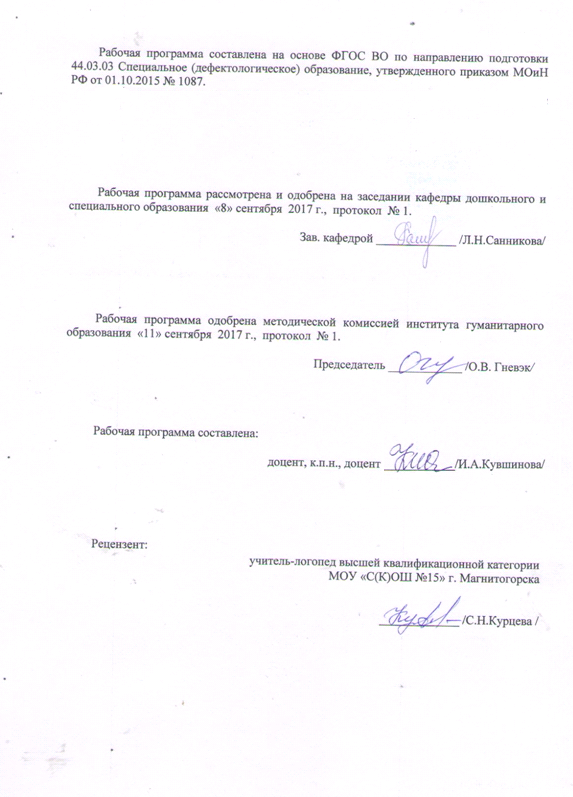 Рабочая программа составлена на основе ФГОС ВО по направлению подготовки
44.03.03 Специальное (дефектологическое) образование, утвержденного приказом МОиН
РФ от 01.10.2015 № 1087.
Рабочая программа рассмотрена и одобрена на заседании кафедры дошкольного и
специального образования «8» сентября 2017 г., протокол № 1.
Зав. кафедрой _____________ /Л.Н.Санникова/
Рабочая программа одобрена методической комиссией института гуманитарного
образования «11» сентября 2017 г., протокол № 1.
Председатель ____________ /О.В. Гневэк/
Рабочая программа составлена:
доцент, к.п.н., доцент ____________/И.А.Кувшинова/
Рецензент:
учитель-логопед высшей квалификационной категории
МОУ «С(К)ОШ №15» г. Магнитогорска
_____________ /С.Н.Курцева /